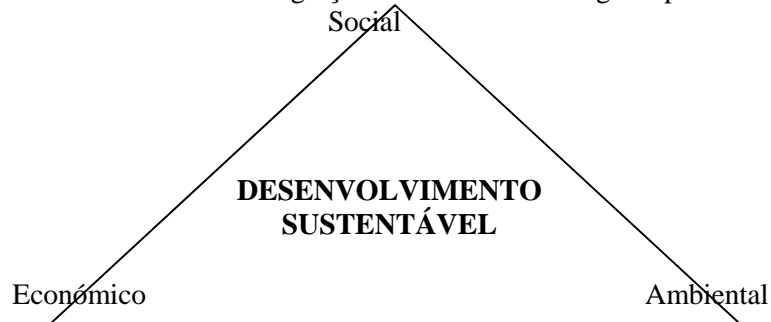 Social
DESENVOLVIMENTO
SUSTENTÁVEL
Económico
Ambiental